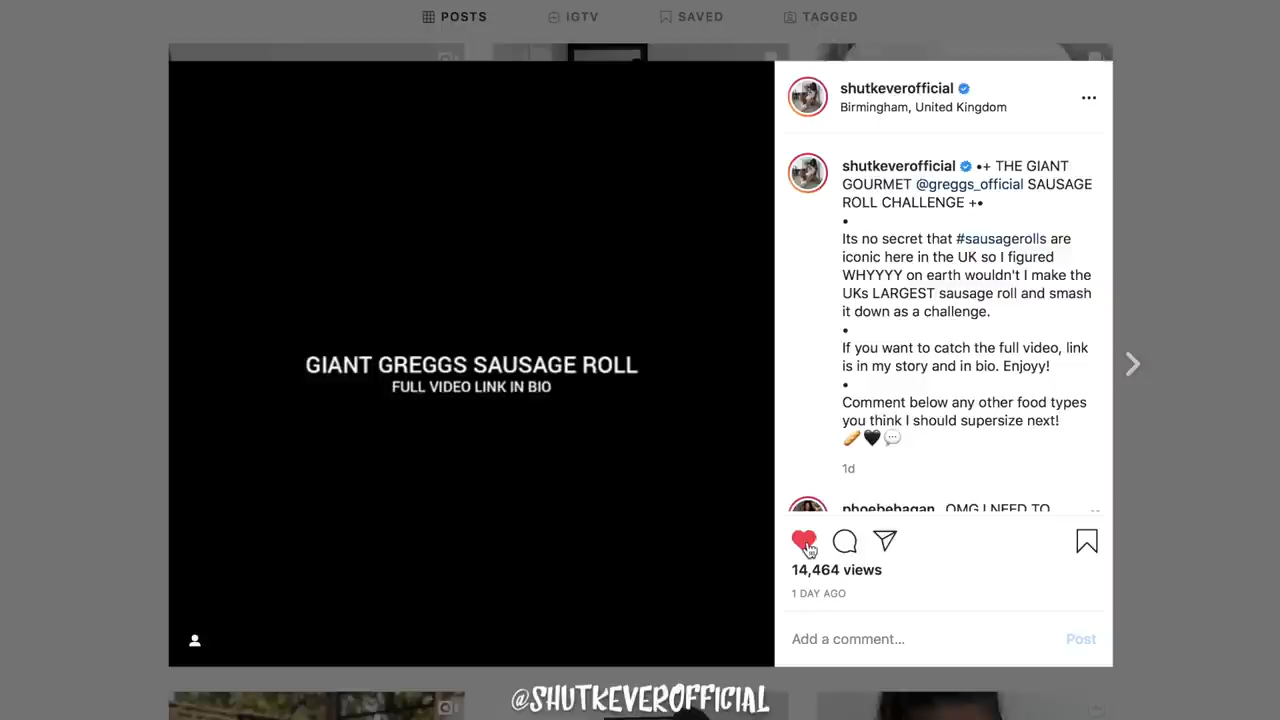 POSTS IGTV SAVED TAGGED
shutkeverofficial
Birmingham, United Kingdom
shutkeverofficial •+ THE GIANT
GOURMET @greggs_official SAUSAGE
ROLL CHALLENGE +•
•
Its no secret that #sausagerolls are
iconic here in the UK so I figured
WHYYYY on earth wouldn't I make the
UKs LARGEST sausage roll and smash
it down as a challenge.
•
If you want to catch the full video, link
is in my story and in bio. Enjoyy!
•
Comment below any other food types
you think I should supersize next!
🥖🖤💬
1d
phoebehagan_ OMG I NEED TO
GIANT GREGGS SAUSAGE ROLL
FULL VIDEO LINK IN BIO
14,464 views
1 DAY AGO
Add a comment... Post
@SHUTKEVEROFFICIAL